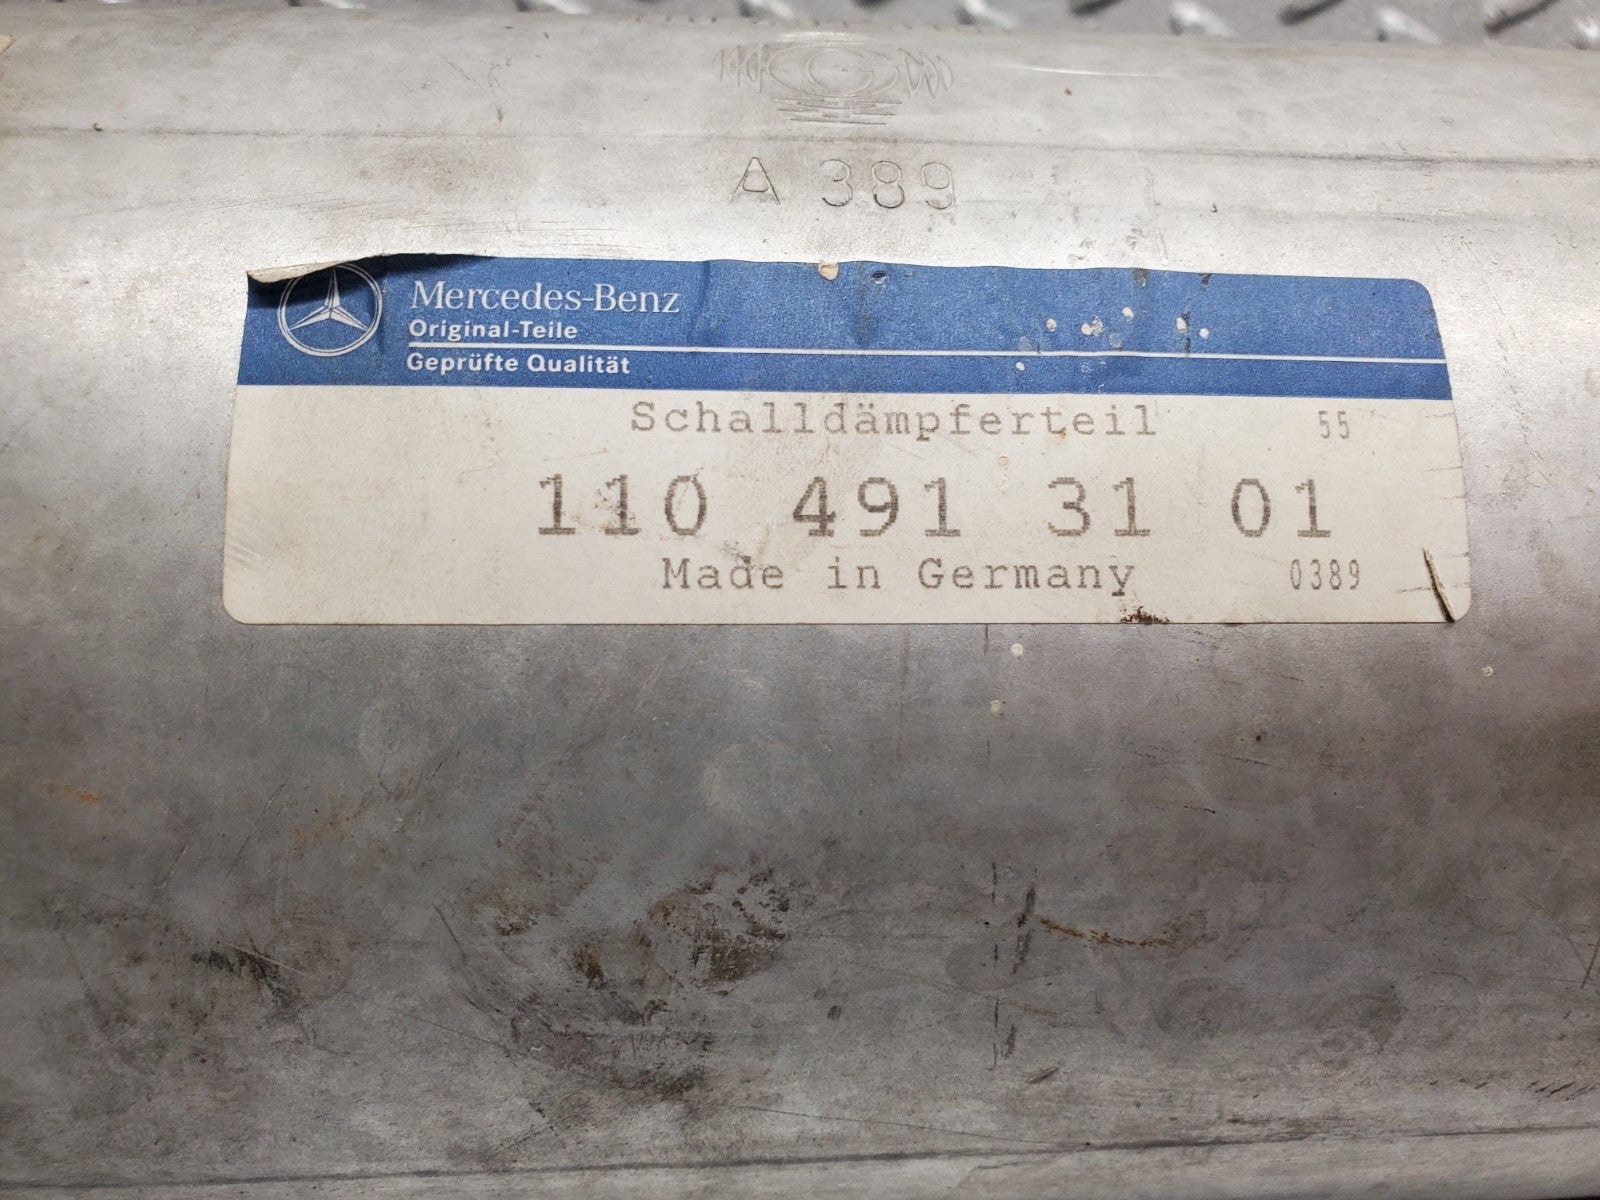 A 389
Mercedes-Benz
Original-Teile
Geprüfte Qualität
Schalldämpferteil 55
110 491 31 01
Made in Germany 0389